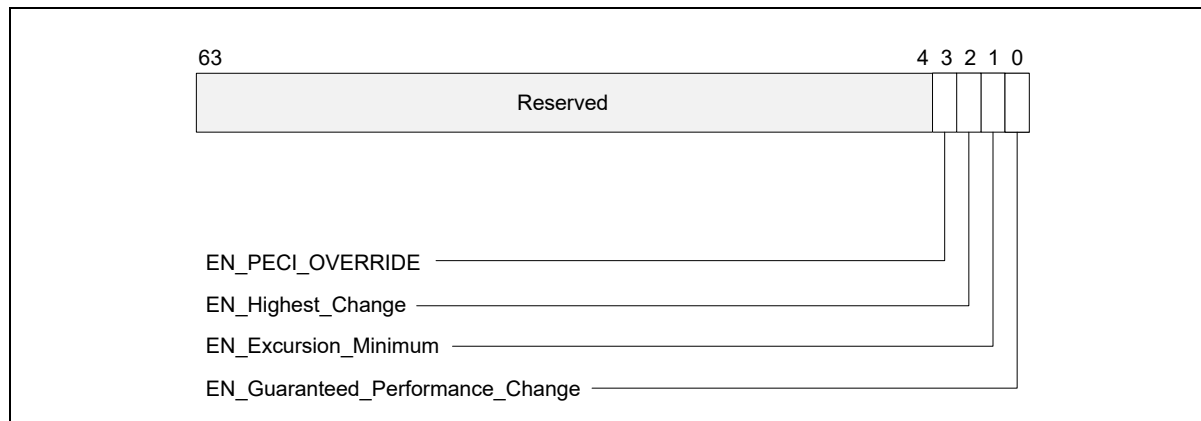 63 4 3 2 1 0
Reserved
EN_PECI_OVERRIDE
EN_Highest_Change
EN_Excursion_Minimum
EN_Guaranteed_Performance_Change